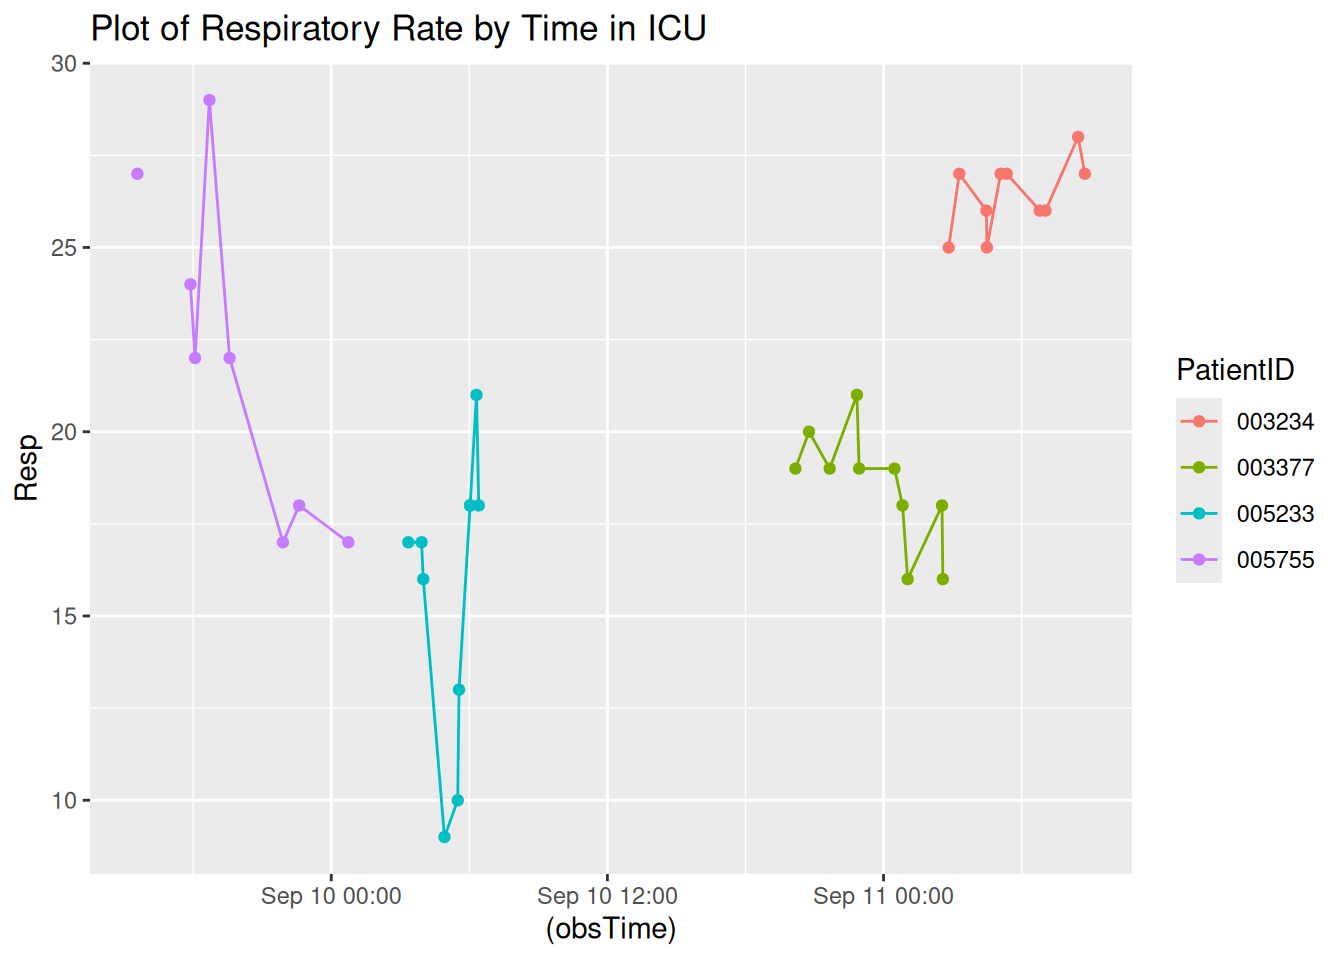 Plot of Respiratory Rate by Time in ICU
30
25
20
15
10
Resp
Sep 10 00:00
Sep 10 12:00
Sep 11 00:00
(obsTime)
PatientID
003234
003377
005233
005755